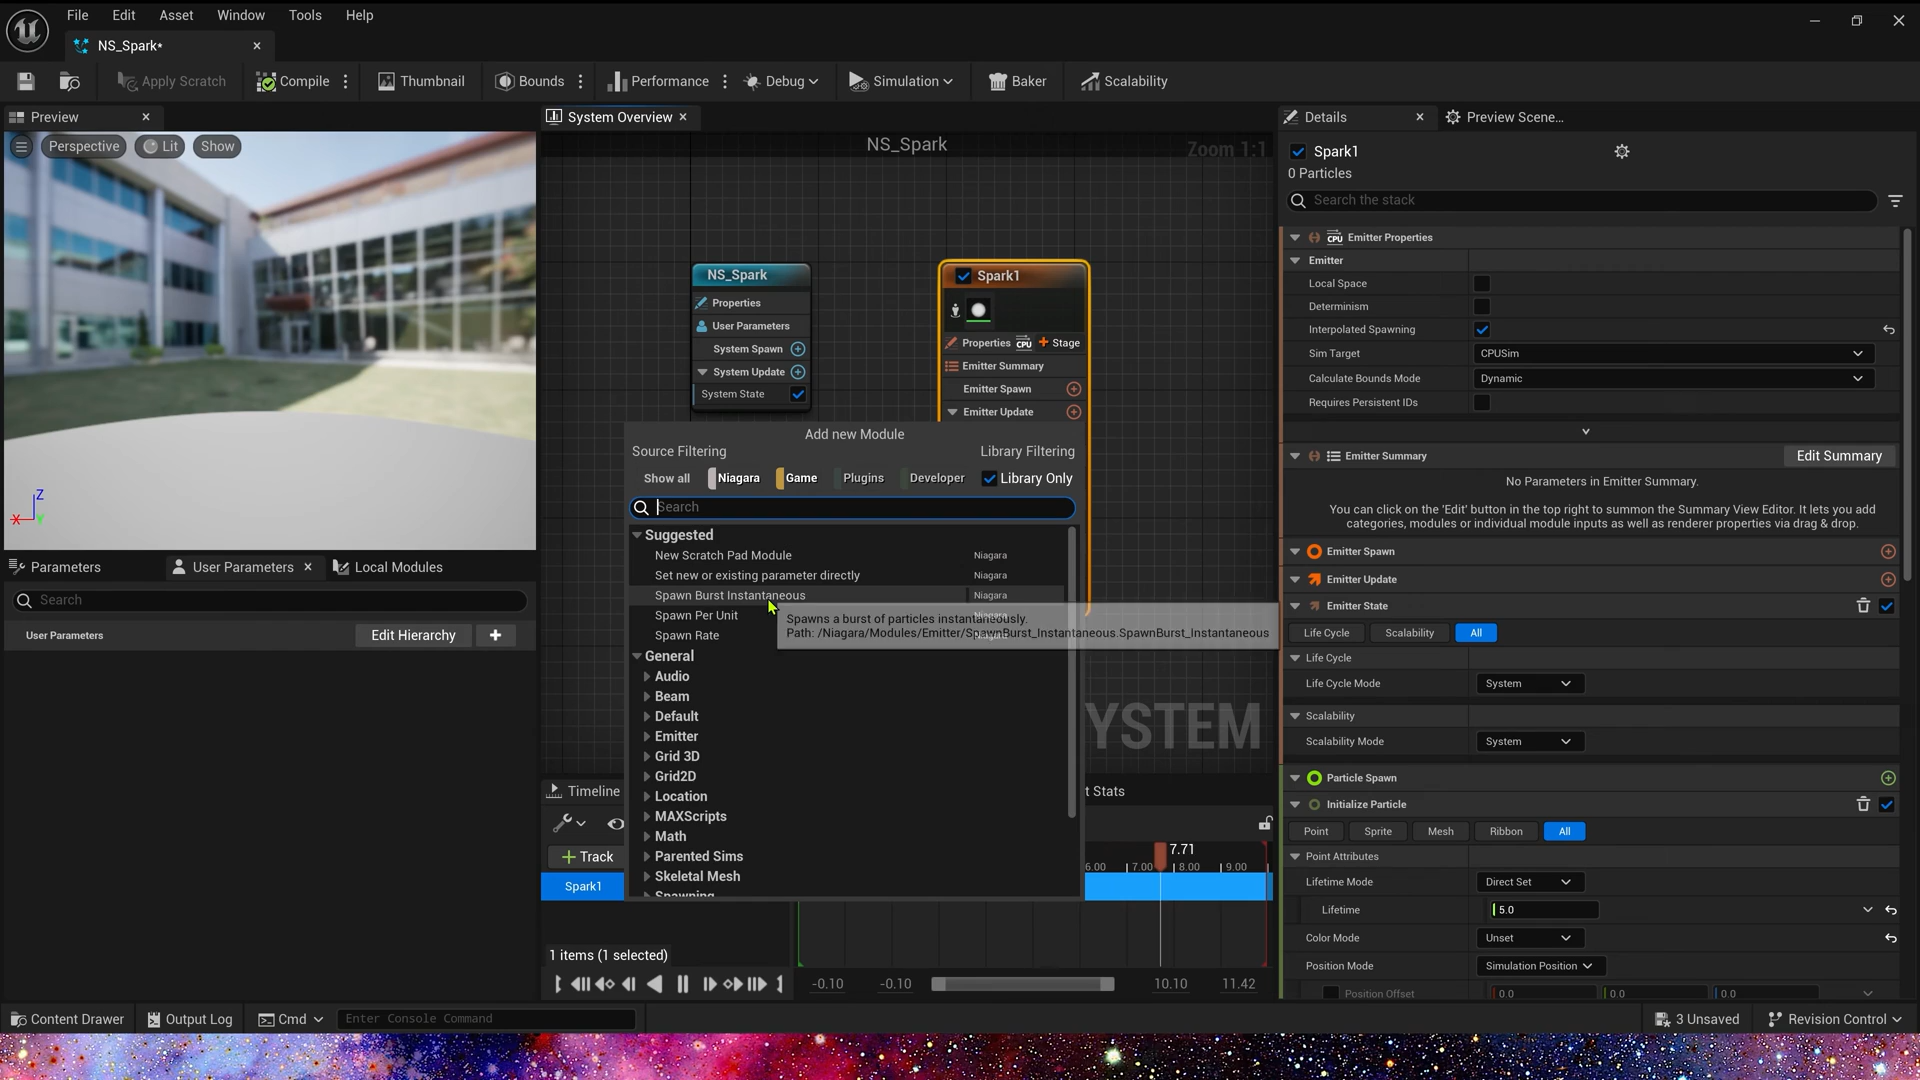 File Edit Asset Window Tools Help
NS_Spark*
Apply Scratch Compile Thumbnail Bounds Performance Debug Simulation Baker Scalability
Preview
System Overview
Details Preview Scene...
Perspective Lit Show
NS_Spark
Zoom 1:1
Spark1
0 Particles
Search the stack
Emitter Properties
Emitter
Local Space
Determinism
Interpolated Spawning
Sim Target CPUSim
Calculate Bounds Mode Dynamic
Requires Persistent IDs
Emitter Summary Edit Summary
No Parameters in Emitter Summary.
You can click on the 'Edit' button in the top right to summon the Summary View Editor. It lets you add
categories, modules or individual module inputs as well as renderer properties via drag & drop.
Emitter Spawn
Emitter Update
Emitter State
Life Cycle Scalability All
Life Cycle
Life Cycle Mode System
Scalability
Scalability Mode System
Particle Spawn
Initialize Particle
Point Sprite Mesh Ribbon All
Point Attributes
Lifetime Mode Direct Set
Lifetime 5.0
Color Mode Unset
Position Mode Simulation Position
Position Offset 0.0 0.0 0.0
NS_Spark
Properties
User Parameters
System Spawn
System Update
System State
Spark1
Properties CPU Stage
Emitter Summary
Emitter Spawn
Emitter Update
Add new Module
Source Filtering Library Filtering
Show all Niagara Game Plugins Developer Library Only
Search
Suggested
New Scratch Pad Module Niagara
Set new or existing parameter directly Niagara
Spawn Burst Instantaneous Niagara
Spawn Per Unit Niagara
Spawn Rate Niagara
Spawns a burst of particles instantaneously.
Path: /Niagara/Modules/Emitter/SpawnBurst_Instantaneous.SpawnBurst_Instantaneous
General
Audio
Beam
Default
Emitter
Grid 3D
Grid2D
Location
MAXScripts
Math
Parented Sims
Skeletal Mesh
Spawning
YSTEM
Z
X
Y
Parameters User Parameters Local Modules
Search
User Parameters Edit Hierarchy
Timeline
t Stats
Track
7.71
6.00 7.00 8.00 9.00
Spark1
1 items (1 selected)
-0.10 -0.10 10.10 11.42
Content Drawer Output Log Cmd Enter Console Command 3 Unsaved Revision Control